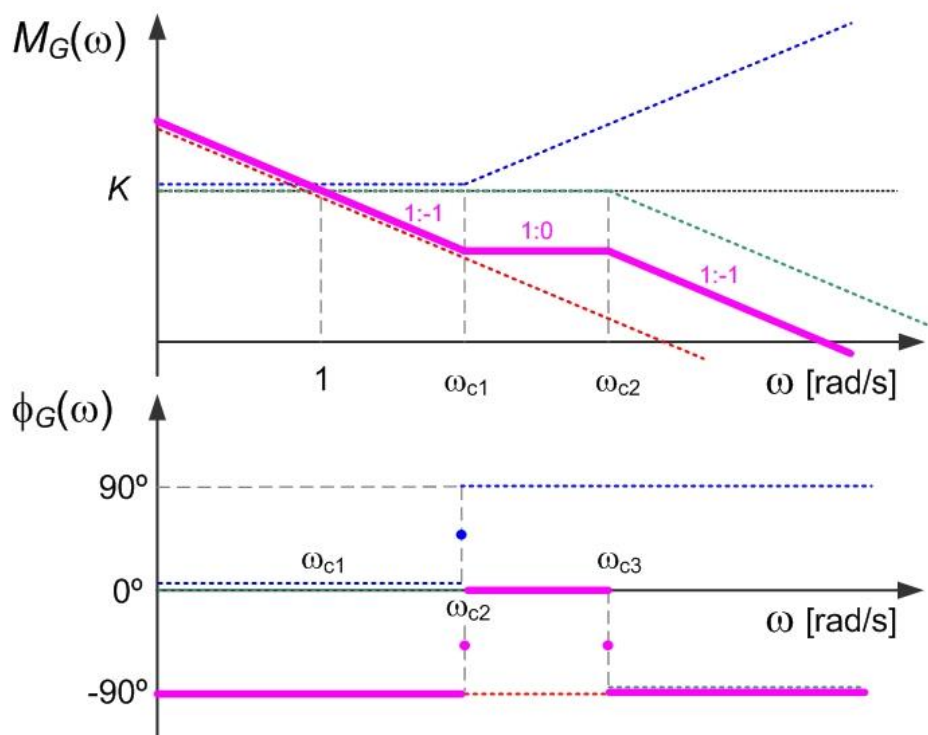 M_G(ω)
K
1:-1
1:0
1:-1
1 ω_c1 ω_c2 ω [rad/s]
ϕ_G(ω)
90º
ω_c1 ω_c3
0º
ω_c2 ω [rad/s]
-90º